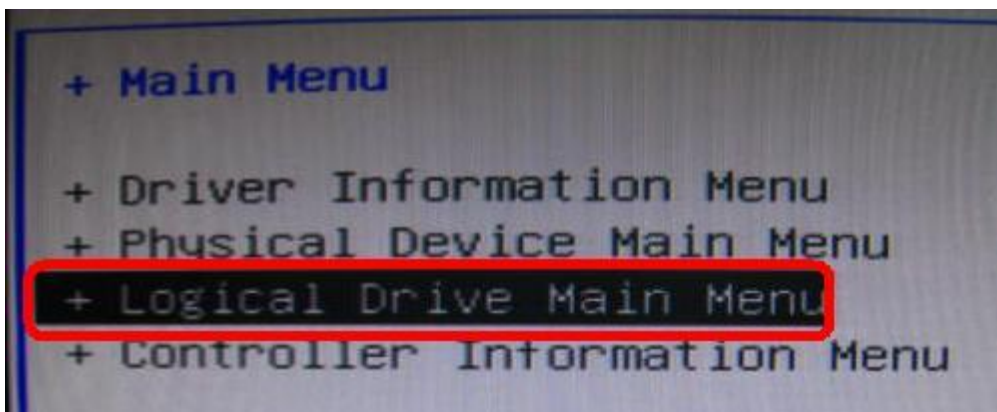 + Main Menu
+ Driver Information Menu
+ Physical Device Main Menu
+ Logical Drive Main Menu
+ Controller Information Menu